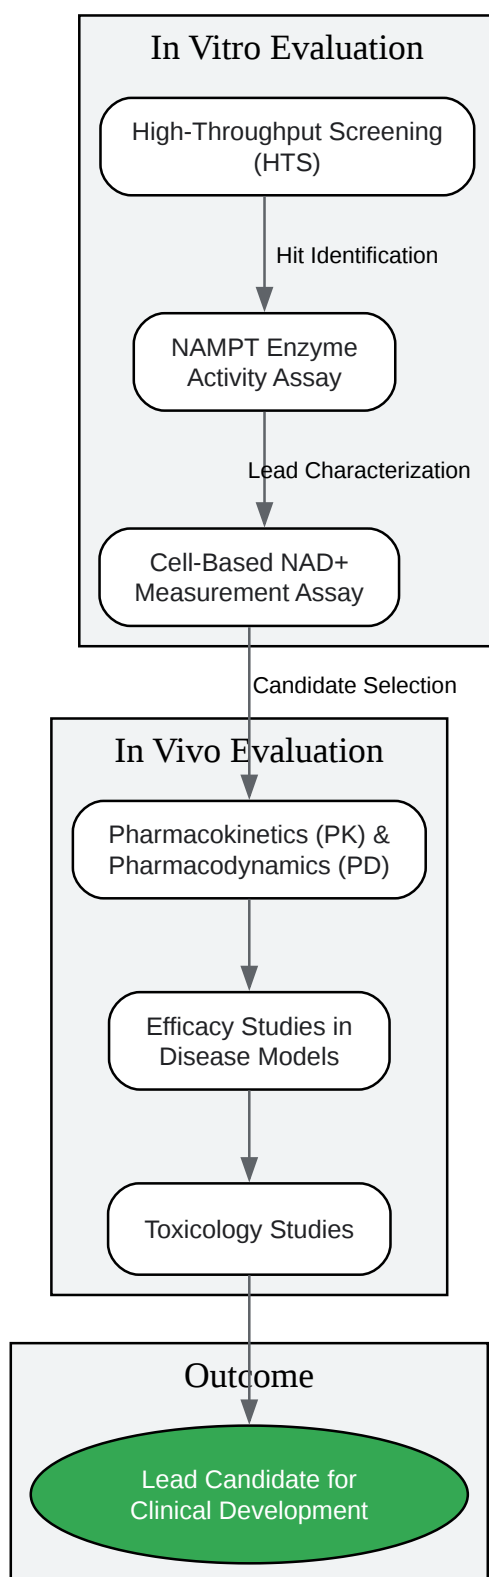 In Vitro Evaluation
High-Throughput Screening
(HTS)
Hit Identification
NAMPT Enzyme
Activity Assay
Lead Characterization
Cell-Based NAD+
Measurement Assay
Candidate Selection
In Vivo Evaluation
Pharmacokinetics (PK) &
Pharmacodynamics (PD)
Efficacy Studies in
Disease Models
Toxicology Studies
Outcome
Lead Candidate for
Clinical Development